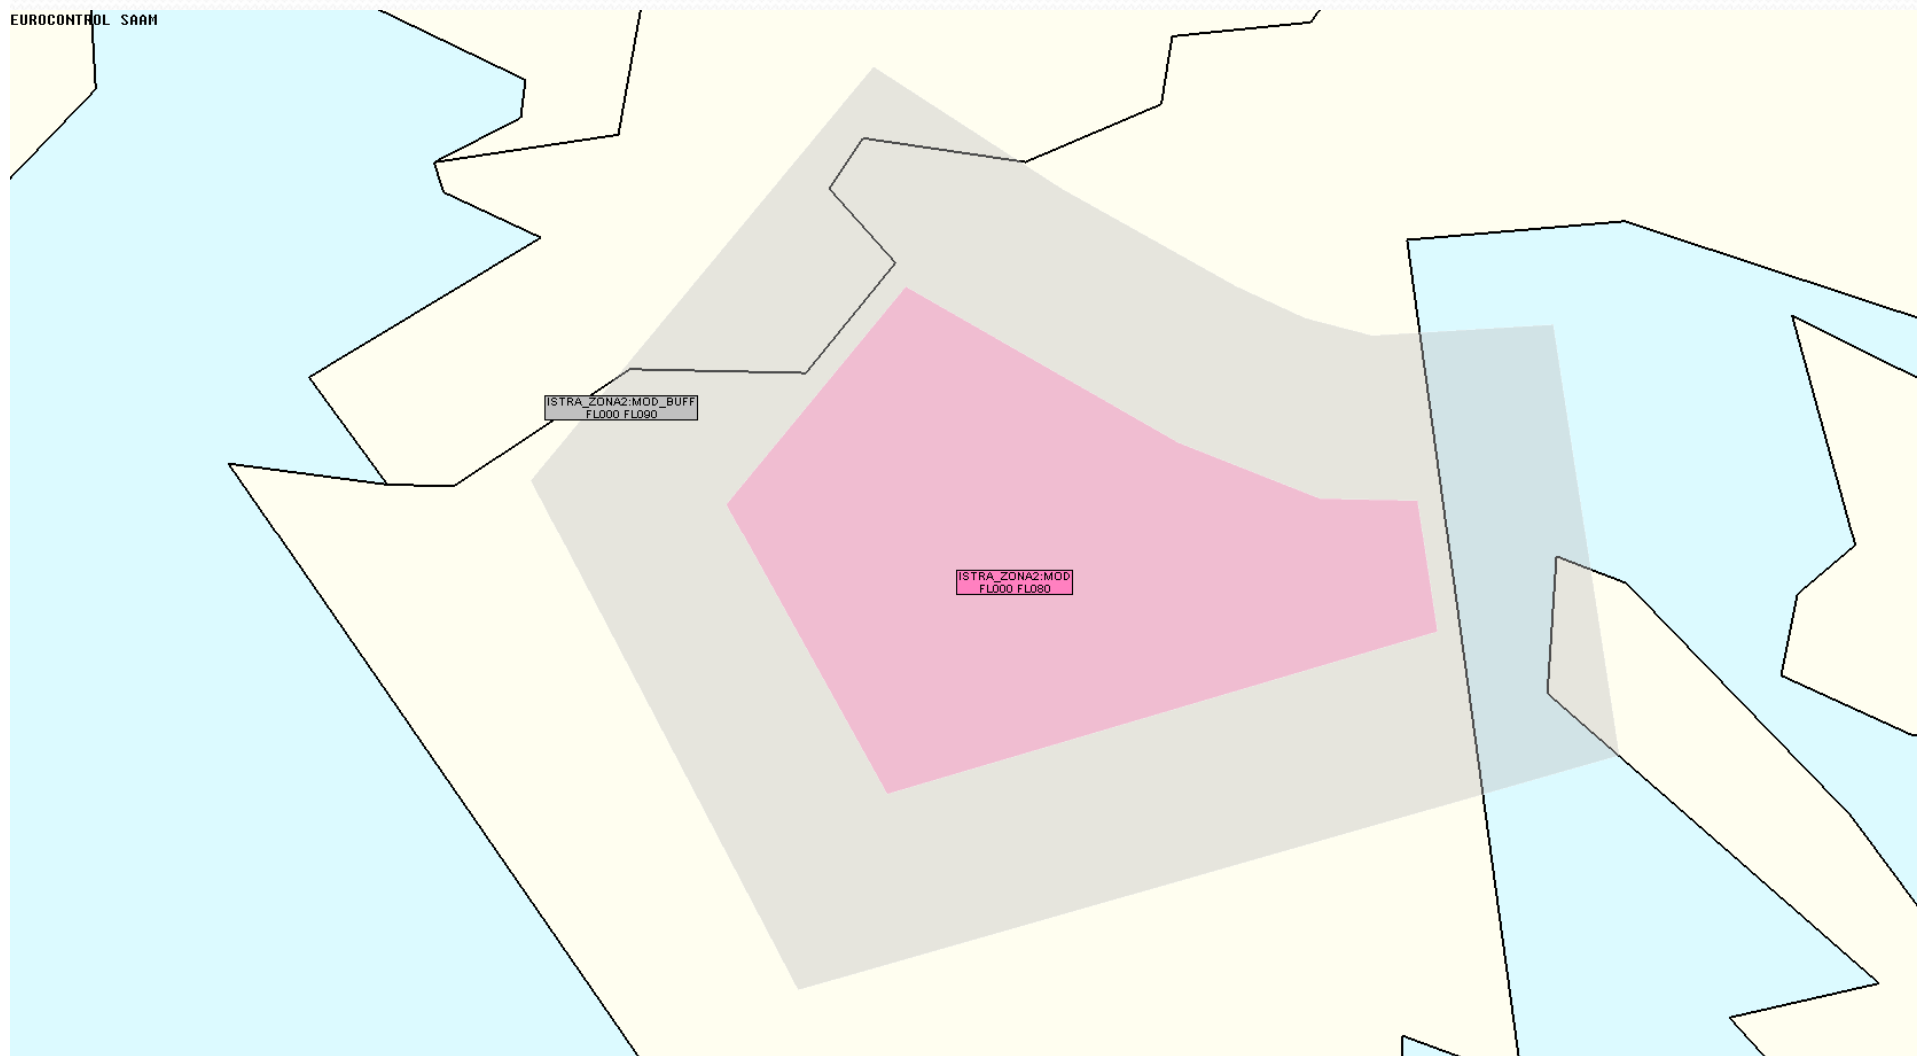 EUROCONTROL SAAM
ISTRA_ZONA2:MOD_BUFF
FL000 FL090
ISTRA_ZONA2:MOD
FL000 FL080